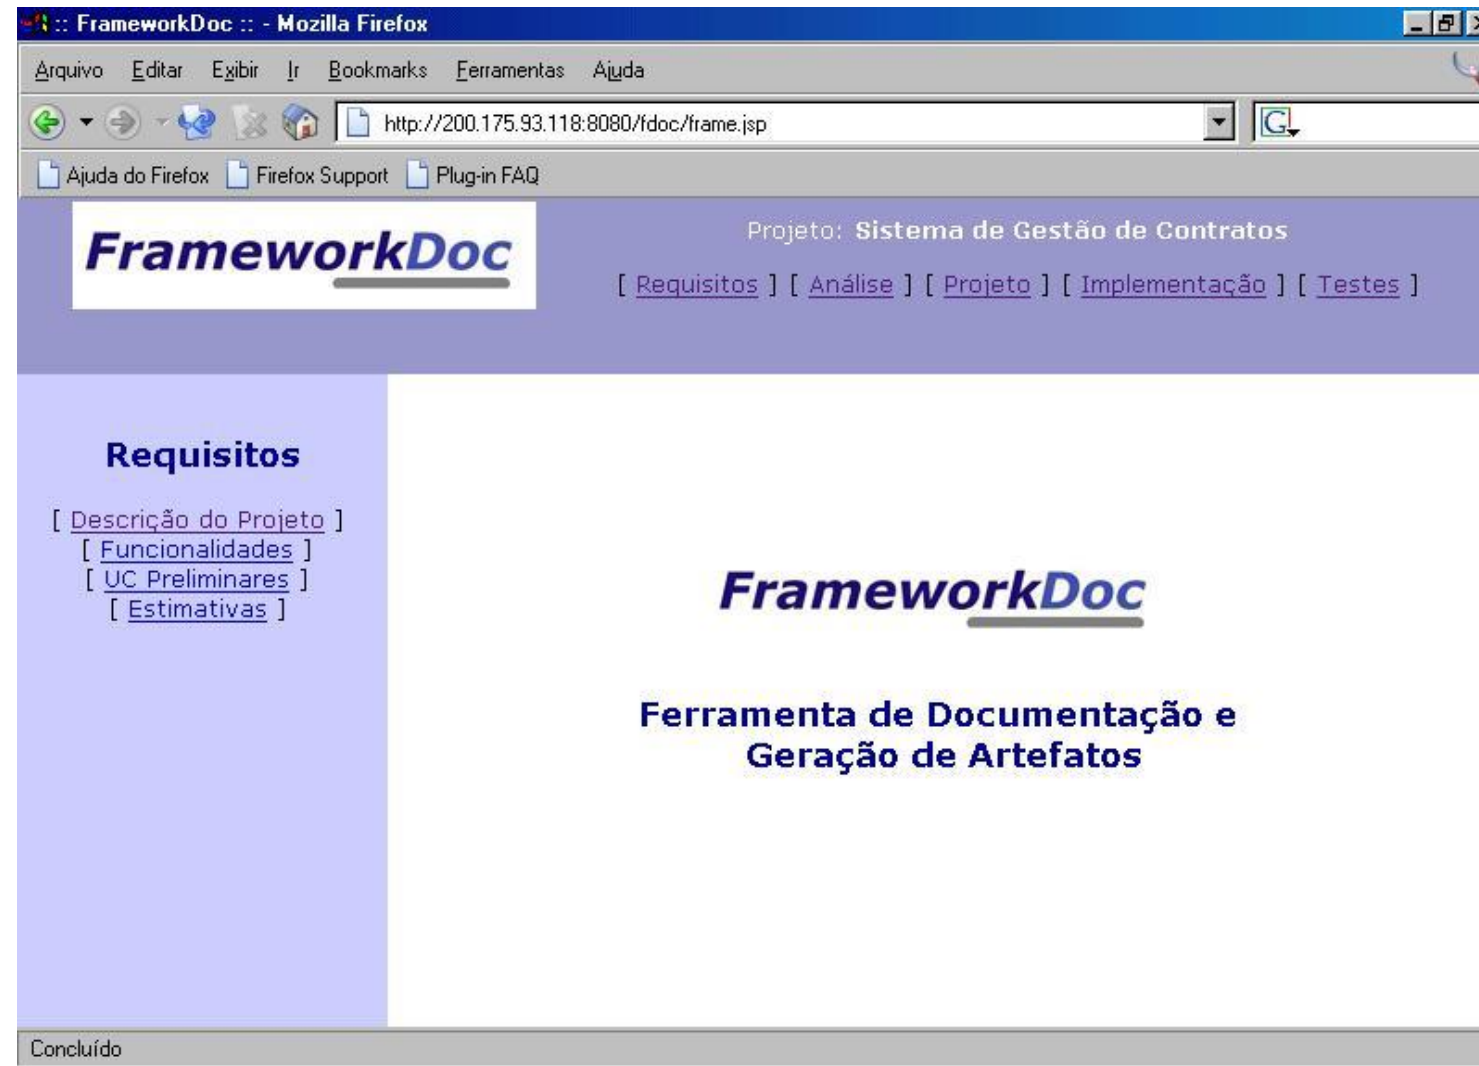 :: FrameworkDoc :: - Mozilla Firefox
Arquivo Editar Exibir Ir Bookmarks Ferramentas Ajuda
http://200.175.93.118:8080/fdoc/frame.jsp G
Ajuda do Firefox Firefox Support Plug-in FAQ
FrameworkDoc
Projeto: Sistema de Gestão de Contratos
[ Requisitos ] [ Análise ] [ Projeto ] [ Implementação ] [ Testes ]
Requisitos
[ Descrição do Projeto ]
[ Funcionalidades ]
[ UC Preliminares ]
[ Estimativas ]
FrameworkDoc
Ferramenta de Documentação e
Geração de Artefatos
Concluído